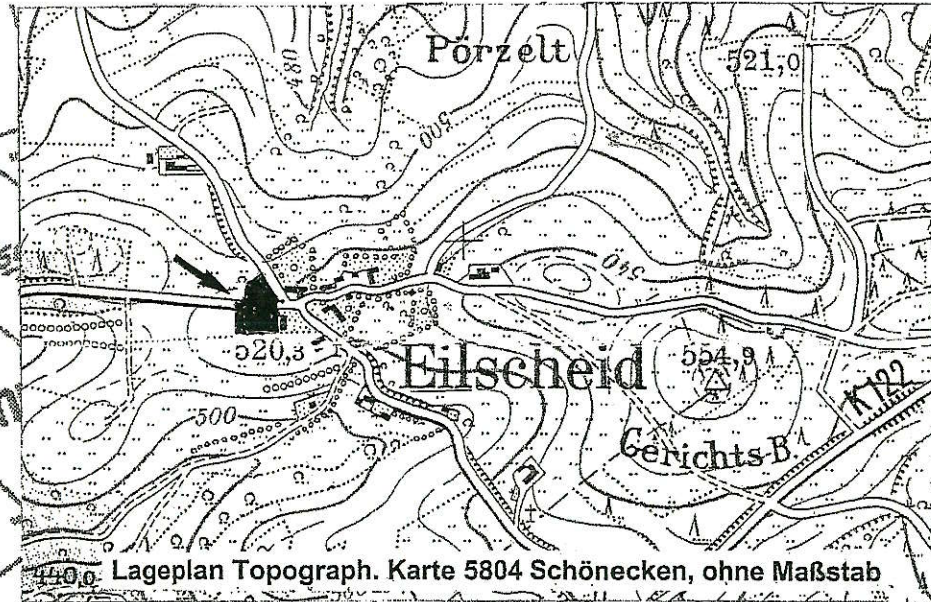 480
Pörzelt
521,0
500
540
520,3
Eilscheid
554,9
500
K122
Gerichts-B
440,0
Lageplan Topograph. Karte 5804 Schönecken, ohne Maßstab